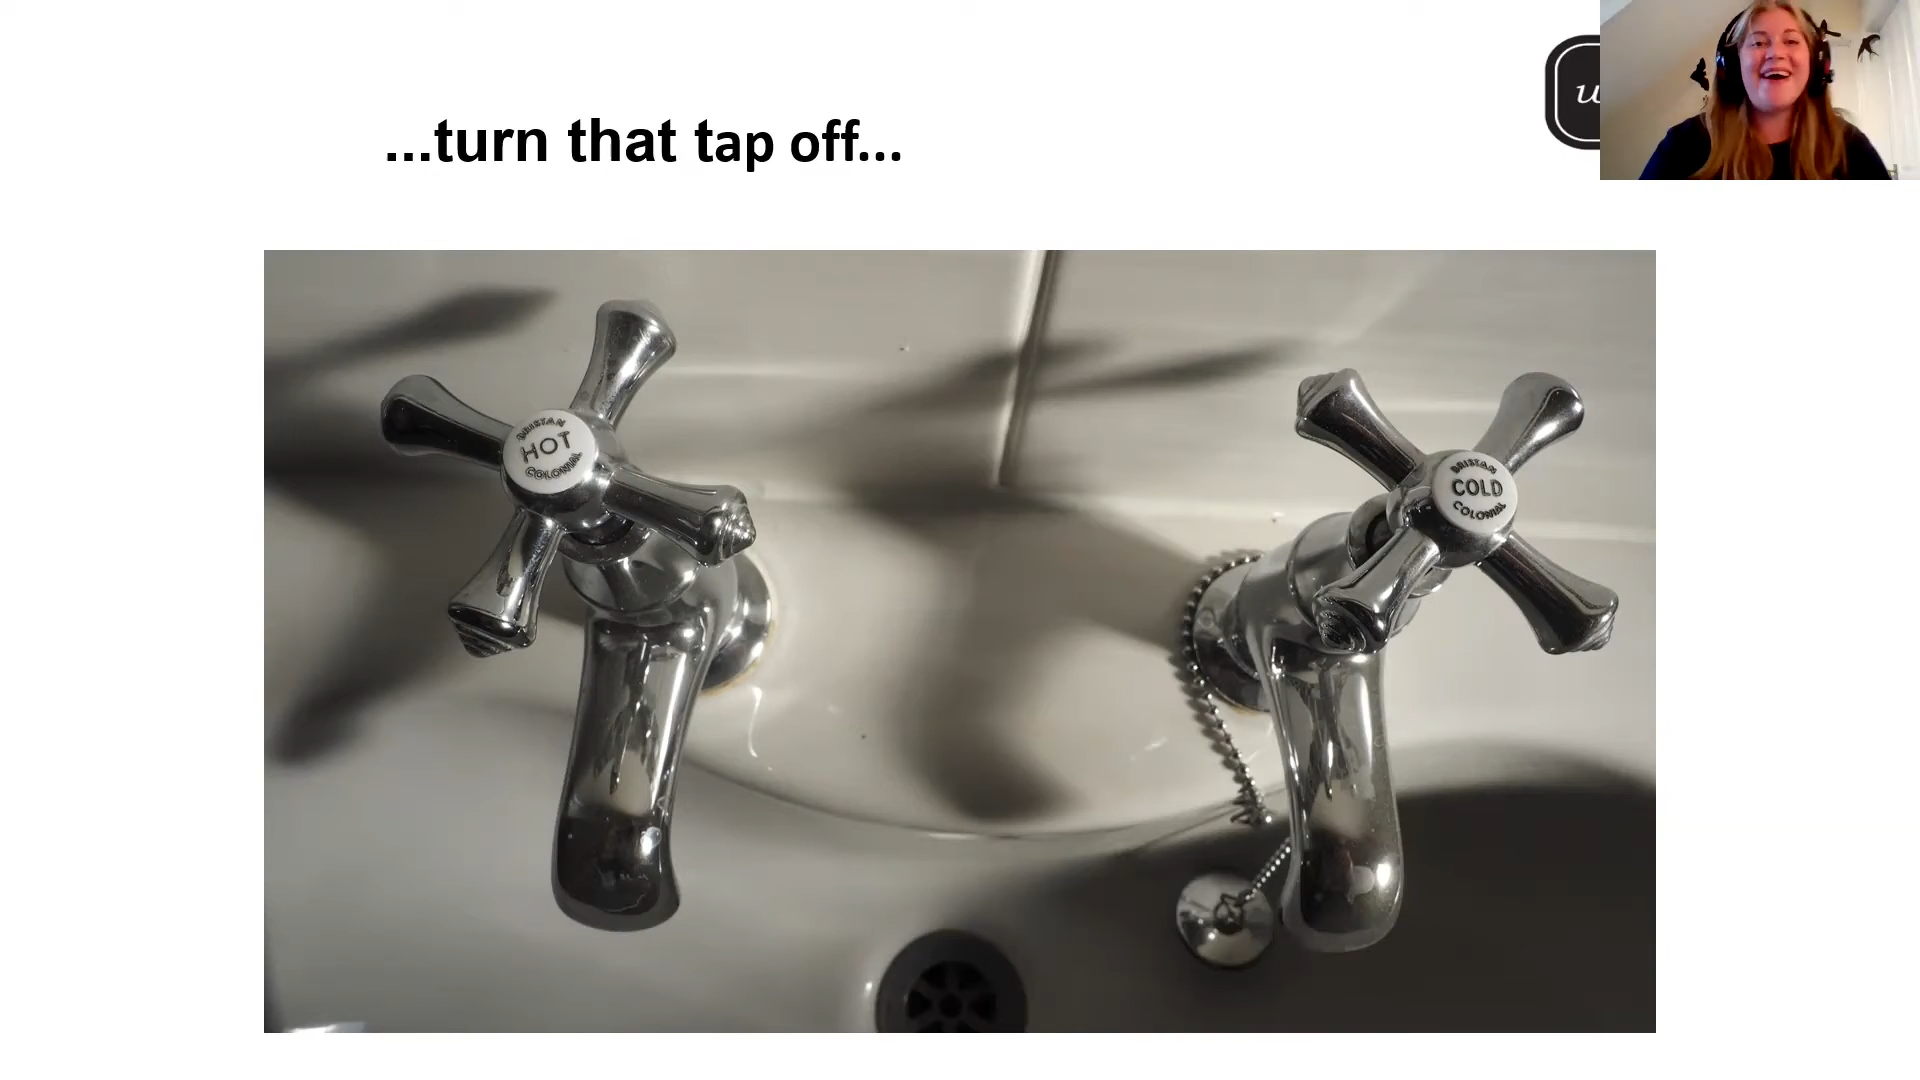 ...turn that tap off...
BRISTAN
HOT
COLONIAL
BRISTAN
COLD
COLONIAL